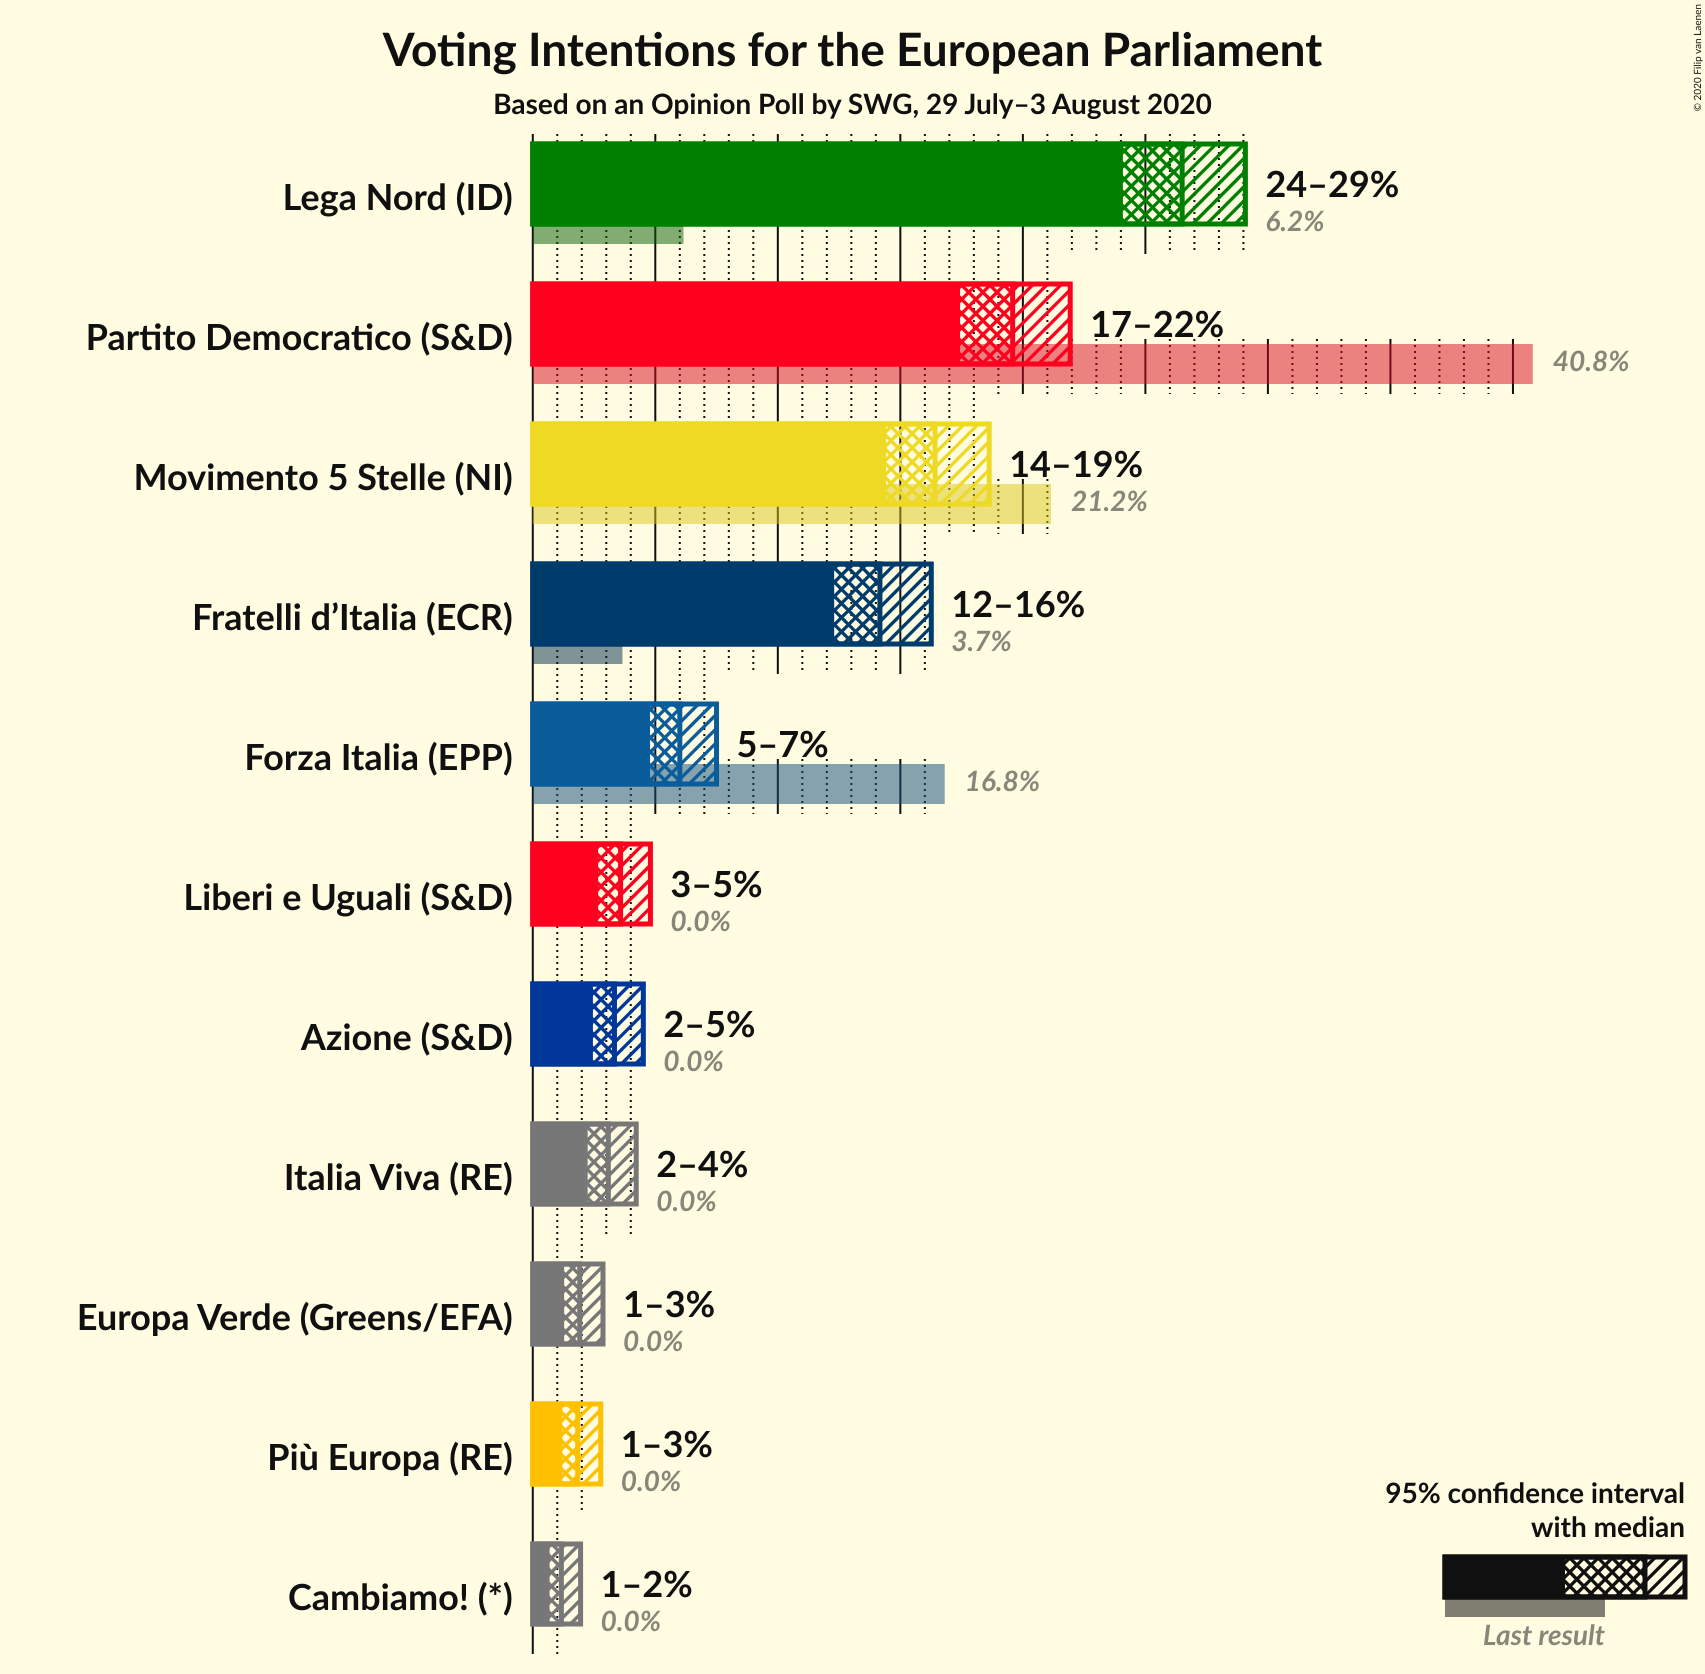 Voting Intentions for the European Parliament
Based on an Opinion Poll by SWG, 29 July–3 August 2020
© 2020 Filip van Laenen
Lega Nord (ID)
24–29%
6.2%
Partito Democratico (S&D)
17–22%
40.8%
Movimento 5 Stelle (NI)
14–19%
21.2%
Fratelli d’Italia (ECR)
12–16%
3.7%
Forza Italia (EPP)
5–7%
16.8%
Liberi e Uguali (S&D)
3–5%
0.0%
Azione (S&D)
2–5%
0.0%
Italia Viva (RE)
2–4%
0.0%
Europa Verde (Greens/EFA)
1–3%
0.0%
Più Europa (RE)
1–3%
0.0%
Cambiamo! (*)
1–2%
0.0%
95% confidence interval
with median
Last result